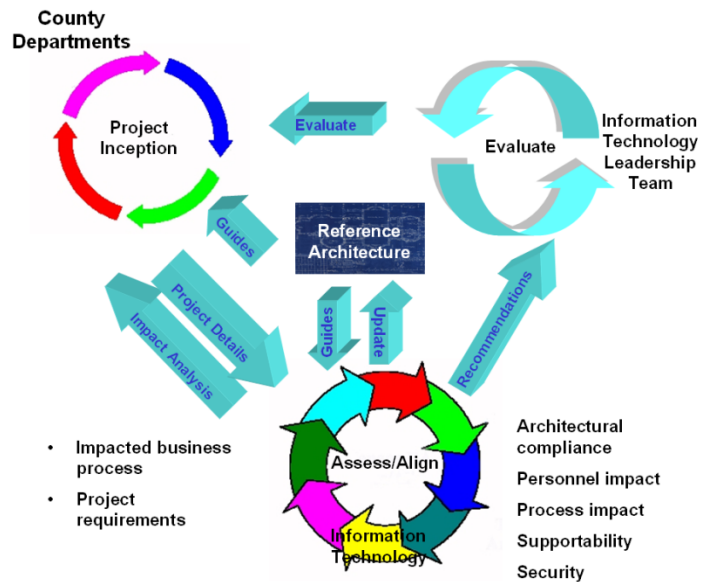 County
Departments
Project
Inception
Evaluate
Evaluate
Information
Technology
Leadership
Team
Guides
Reference
Architecture
Project Details
Impact Analysis
Guides
Update
Recommendations
• Impacted business
process
• Project
requirements
Assess/Align
Information
Technology
Architectural
compliance
Personnel impact
Process impact
Supportability
Security